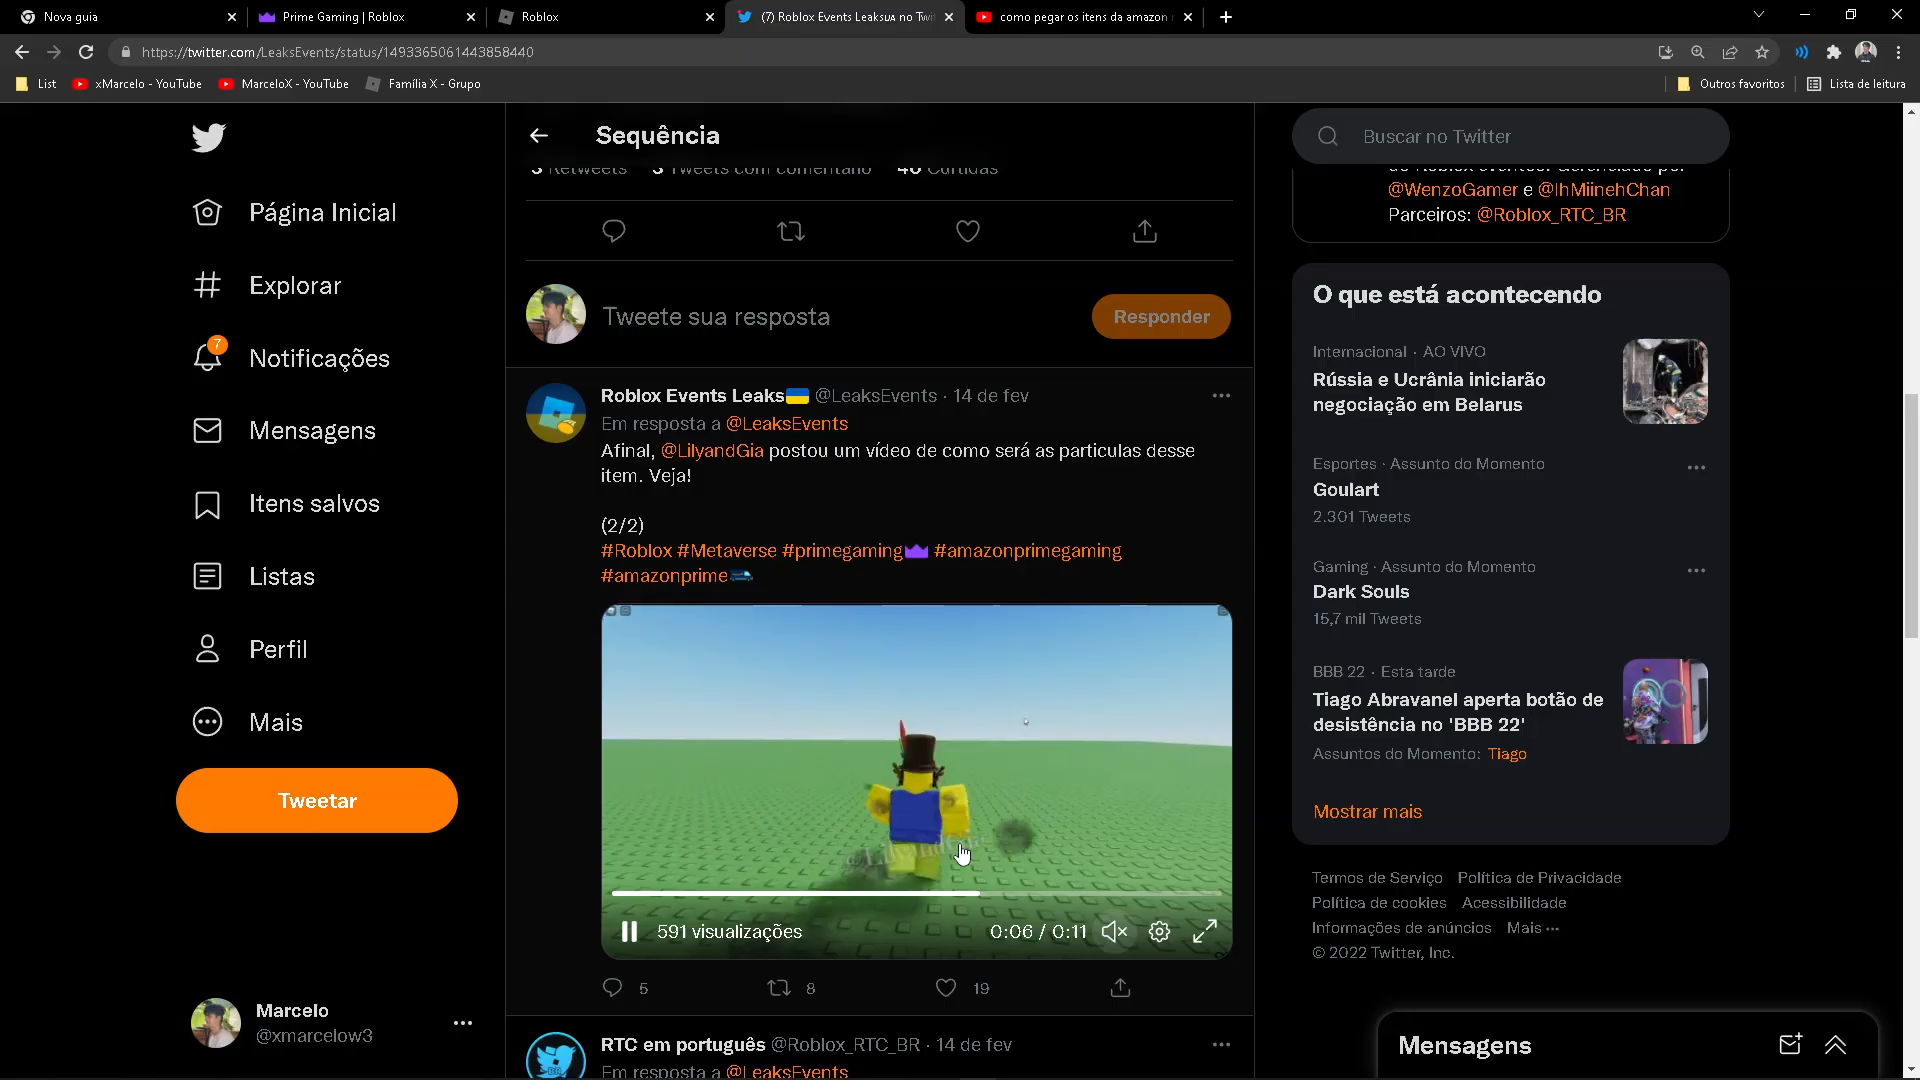 Nova guia
Prime Gaming | Roblox
Roblox
(7) Roblox Events Leaks🇺🇦 no Twi
como pegar os itens da amazon
https://twitter.com/LeaksEvents/status/1493365061443858440
List
xMarcelo - YouTube
MarceloX - YouTube
Família X - Grupo
Outros favoritos
Lista de leitura
Página Inicial
Explorar
7
Notificações
Mensagens
Itens salvos
Listas
Perfil
Mais
Tweetar
Marcelo
@xmarcelow3
Sequência
3 Retweets 3 Tweets com comentário 46 Curtidas
Tweete sua resposta
Responder
Roblox Events Leaks🇺🇦 @LeaksEvents · 14 de fev
Em resposta a @LeaksEvents
Afinal, @LilyandGia postou um vídeo de como será as particulas desse
item. Veja!
(2/2)
#Roblox #Metaverse #primegaming #amazonprimegaming
#amazonprime
591 visualizações
0:06 / 0:11
5
8
19
RTC em português @Roblox_RTC_BR · 14 de fev
Em resposta a @LeaksEvents
Buscar no Twitter
de Roblox eventos! Gerenciado por
@WenzoGamer e @IhMiinehChan
Parceiros: @Roblox_RTC_BR
O que está acontecendo
Internacional · AO VIVO
Rússia e Ucrânia iniciarão
negociação em Belarus
Esportes · Assunto do Momento
Goulart
2.301 Tweets
Gaming · Assunto do Momento
Dark Souls
15,7 mil Tweets
BBB 22 · Esta tarde
Tiago Abravanel aperta botão de
desistência no 'BBB 22'
Assuntos do Momento: Tiago
Mostrar mais
Termos de Serviço Política de Privacidade
Política de cookies Acessibilidade
Informações de anúncios Mais ···
© 2022 Twitter, Inc.
Mensagens